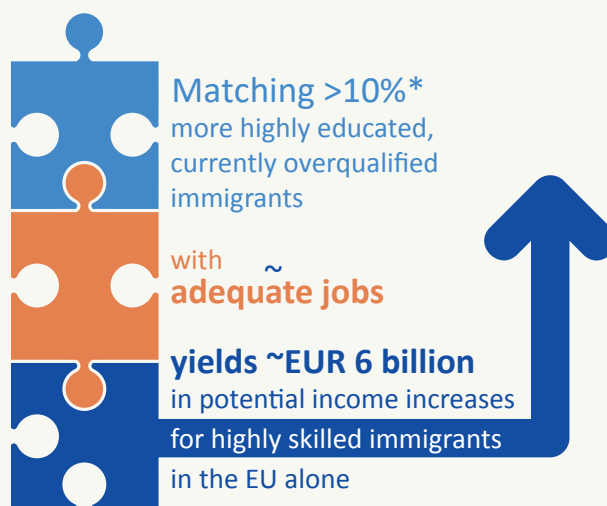 Matching >10%*
more highly educated,
currently overqualified
immigrants
with
~
adequate jobs
yields ~EUR 6 billion
in potential income increases
for highly skilled immigrants
in the EU alone